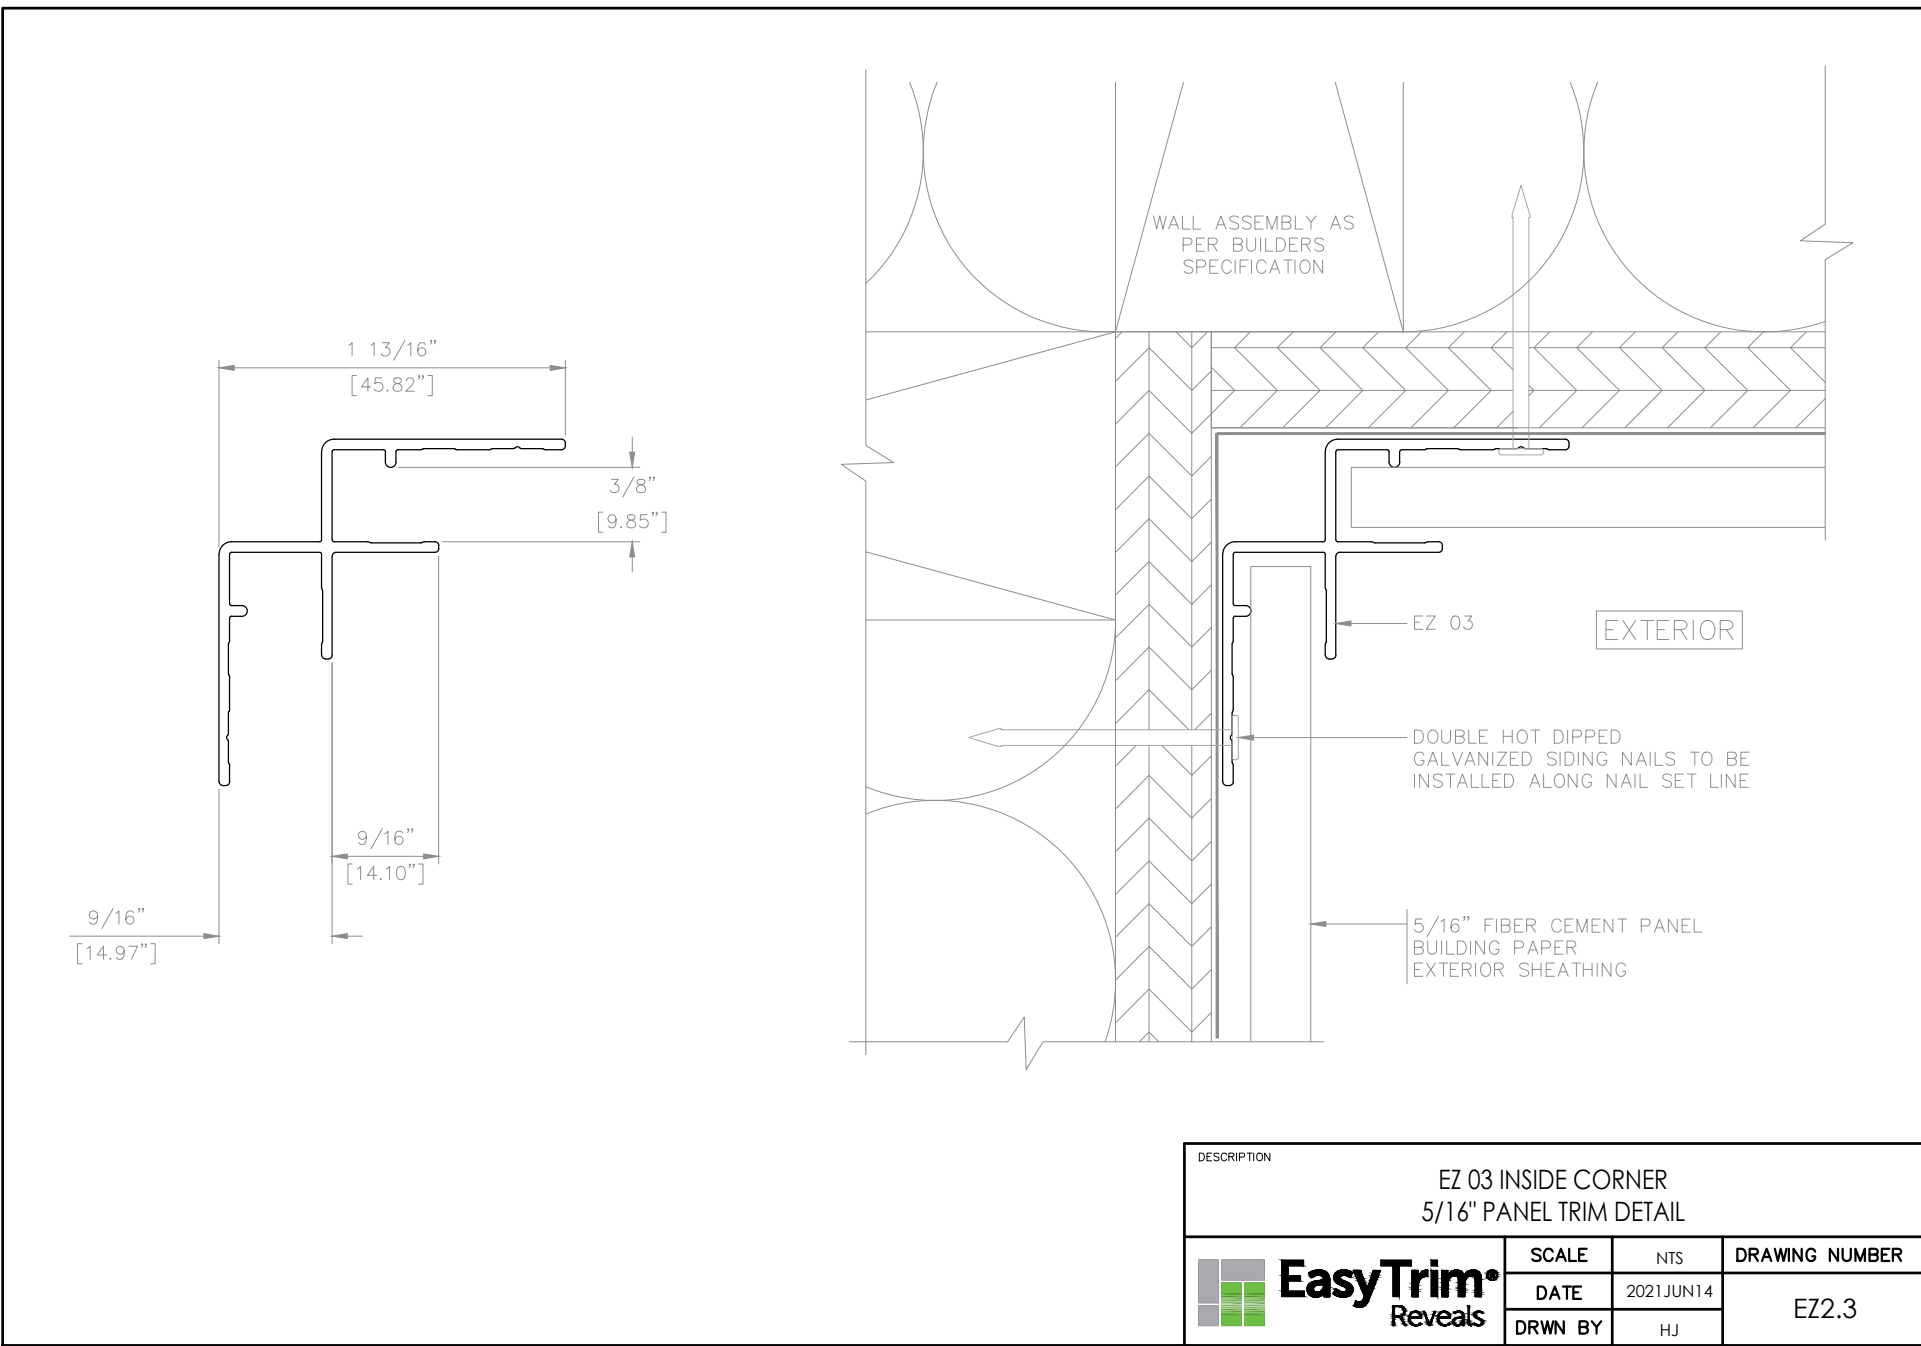 1 13/16”
[45.82”]
3/8”
[9.85”]
9/16”
[14.10”]
9/16”
[14.97”]
WALL ASSEMBLY AS
PER BUILDERS
SPECIFICATION
EZ 03
EXTERIOR
DOUBLE HOT DIPPED
GALVANIZED SIDING NAILS TO BE
INSTALLED ALONG NAIL SET LINE
5/16” FIBER CEMENT PANEL
BUILDING PAPER
EXTERIOR SHEATHING
DESCRIPTION
EZ 03 INSIDE CORNER
5/16" PANEL TRIM DETAIL
EasyTrim®
Reveals
SCALE NTS
DATE 2021JUN14
DRWN BY HJ
DRAWING NUMBER
EZ2.3